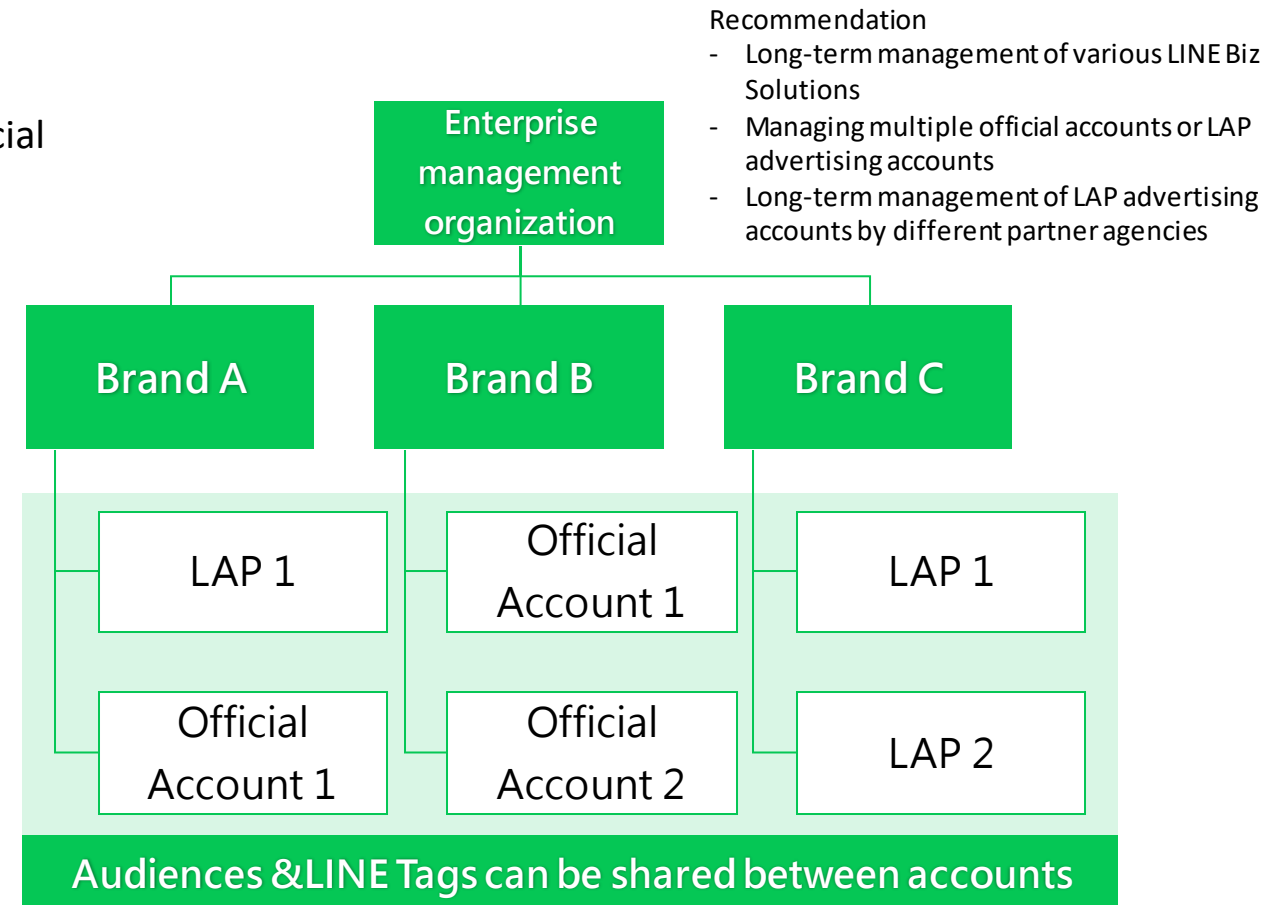 Recommendation
- Long-term management of various LINE Biz
Solutions
- Managing multiple official accounts or LAP
advertising accounts
- Long-term management of LAP advertising
accounts by different partner agencies
cial
Enterprise
management
organization
Brand A
Brand B
Brand C
LAP 1
Official
Account 1
LAP 1
Official
Account 1
Official
Account 2
LAP 2
Audiences &LINE Tags can be shared between accounts